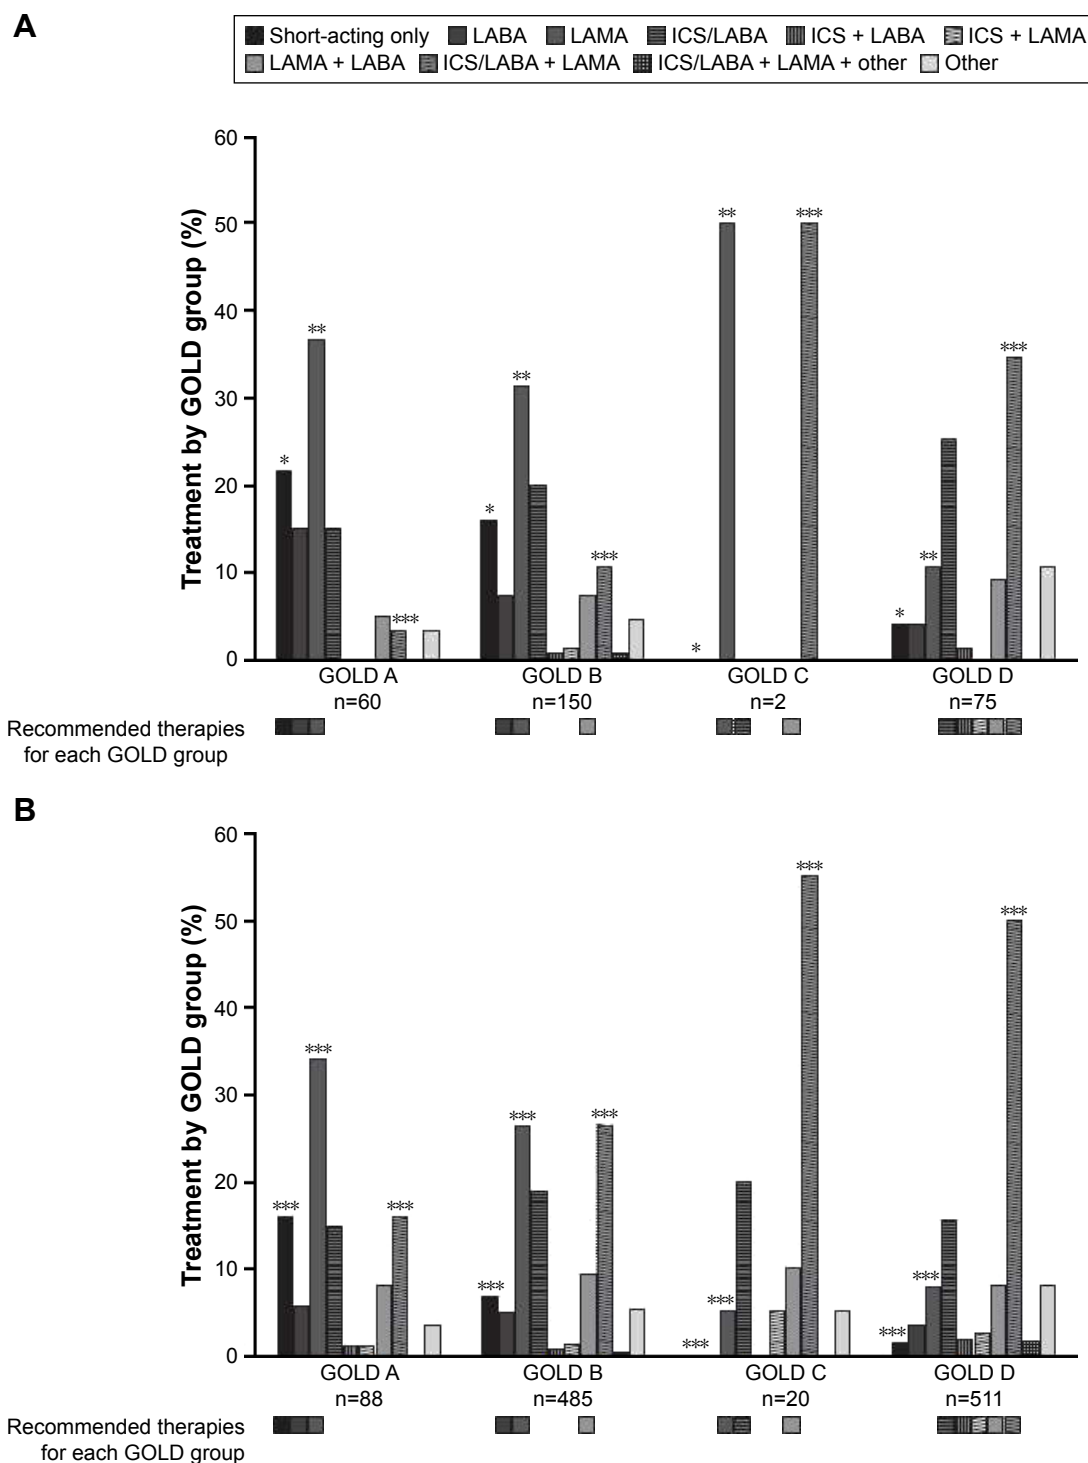 A
Short-acting only LABA LAMA ICS/LABA ICS + LABA ICS + LAMA
LAMA + LABA ICS/LABA + LAMA ICS/LABA + LAMA + other Other
Treatment by GOLD group (%)
60
50
40
30
20
10
0
** ***
** ** ***
* * *** ** ***
* *
GOLD A GOLD B GOLD C GOLD D
n=60 n=150 n=2 n=75
Recommended therapies
for each GOLD group
B
Treatment by GOLD group (%)
60
50
40
30
20
10
0
*** ***
*** *** ***
*** *** *** *** ***
*** ***
GOLD A GOLD B GOLD C GOLD D
n=88 n=485 n=20 n=511
Recommended therapies
for each GOLD group